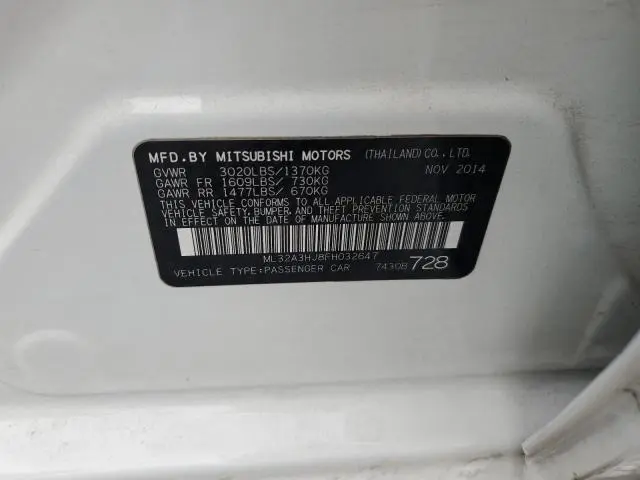 MFD.BY MITSUBISHI MOTORS (THAILAND)CO.,LTD.
GVWR 3020LBS/1370KG NOV 2014
GAWR FR 1609LBS/ 730KG
GAWR RR 1477LBS/ 670KG
THIS VEHICLE CONFORMS TO ALL APPLICABLE FEDERAL MOTOR
VEHICLE SAFETY,BUMPER,AND THEFT PREVENTION STANDARDS
IN EFFECT ON THE DATE OF MANUFACTURE SHOWN ABOVE.
ML32A3HJ8FH032647
VEHICLE TYPE:PASSENGER CAR 7430B 728